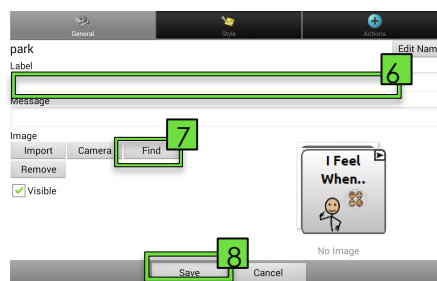 General Style Actions
park Edit Nam
Label
6
Message
Image
7
Import Camera Find
Remove
Visible
I Feel
When..
No Image
8
Save Cancel